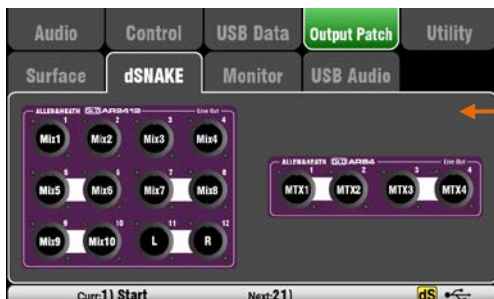 Audio Control USB Data Output Patch Utility
Surface dSNAKE Monitor USB Audio
ALLEN&HEATH GLD AR2412 Line Out
1 2 3 4
Mix1 Mix2 Mix3 Mix4
5 6 7 8
Mix5 Mix6 Mix7 Mix8
9 10 11 12
Mix9 Mix10 L R
ALLEN&HEATH GLD AR84 Line Out
1 2 3 4
MTX1 MTX2 MTX3 MTX4
Curr:1) Start Next:21) dS